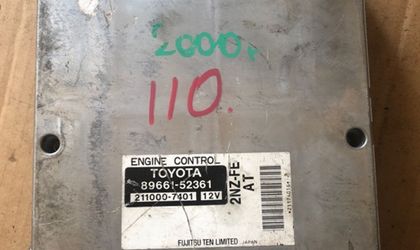 2000.
110.
ENGINE CONTROL
TOYOTA
89661-52361
211000-7401 12V
2NZ-FE
AT
FUJITSU TEN LIMITED JAPAN